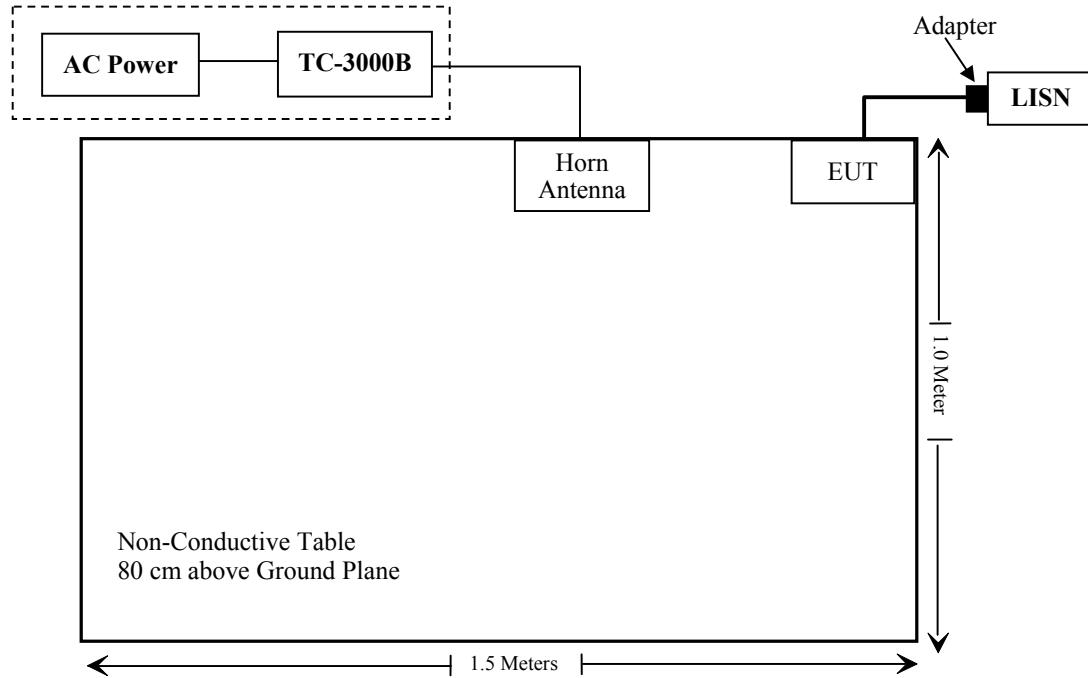 Adapter
AC Power
TC-3000B
LISN
Horn
Antenna
EUT
1.0 Meter
Non-Conductive Table
80 cm above Ground Plane
1.5 Meters